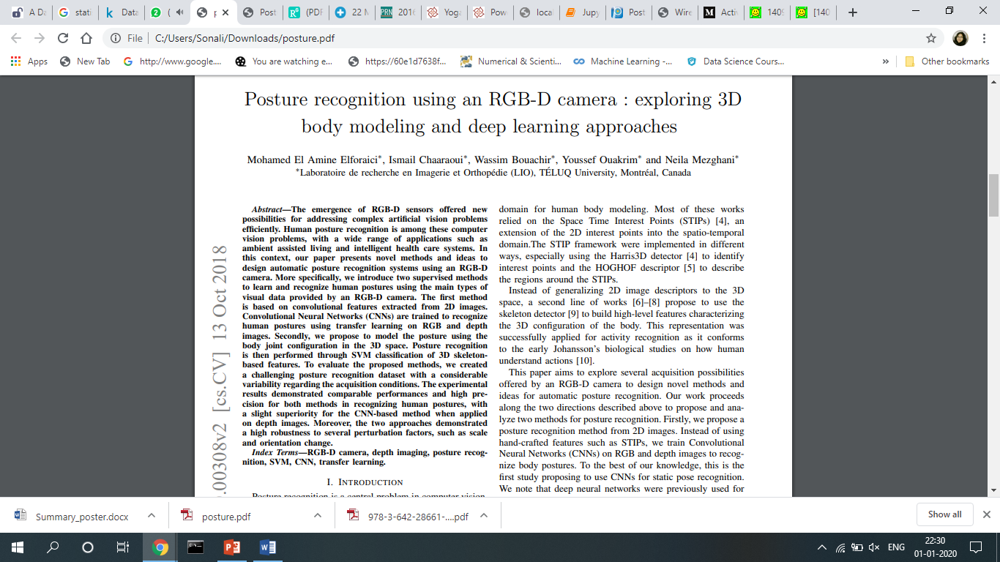 A Da
stati
Data
(
p
Post
(PDF
22 M
2016
Yoga
Pow
local
Jupy
Post
Wire
Activ
1409
[140
File
C:/Users/Sonali/Downloads/posture.pdf
Apps
New Tab
http://www.google....
You are watching e...
https://60e1d7638f...
Numerical & Scienti...
Machine Learning -...
Data Science Cours...
»
Other bookmarks
Posture recognition using an RGB-D camera : exploring 3D
body modeling and deep learning approaches
Mohamed El Amine Elforaici*, Ismail Chaaraoui*, Wassim Bouachir*, Youssef Ouakrim* and Neila Mezghani*
*Laboratoire de recherche en Imagerie et Orthopédie (LIO), TÉLUQ University, Montréal, Canada
.00308v2 [cs.CV] 13 Oct 2018
Abstract—The emergence of RGB-D sensors offered new
possibilities for addressing complex artificial vision problems
efficiently. Human posture recognition is among these computer
vision problems, with a wide range of applications such as
ambient assisted living and intelligent health care systems. In
this context, our paper presents novel methods and ideas to
design automatic posture recognition systems using an RGB-D
camera. More specifically, we introduce two supervised methods
to learn and recognize human postures using the main types of
visual data provided by an RGB-D camera. The first method
is based on convolutional features extracted from 2D images.
Convolutional Neural Networks (CNNs) are trained to recognize
human postures using transfer learning on RGB and depth
images. Secondly, we propose to model the posture using the
body joint configuration in the 3D space. Posture recognition
is then performed through SVM classification of 3D skeleton-
based features. To evaluate the proposed methods, we created
a challenging posture recognition dataset with a considerable
variability regarding the acquisition conditions. The experimental
results demonstrated comparable performances and high pre-
cision for both methods in recognizing human postures, with
a slight superiority for the CNN-based method when applied
on depth images. Moreover, the two approaches demonstrated
a high robustness to several perturbation factors, such as scale
and orientation change.
Index Terms—RGB-D camera, depth imaging, posture recog-
nition, SVM, CNN, transfer learning.
I. INTRODUCTION
Posture recognition is a central problem in computer vision
domain for human body modeling. Most of these works
relied on the Space Time Interest Points (STIPs) [4], an
extension of the 2D interest points into the spatio-temporal
domain.The STIP framework were implemented in different
ways, especially using the Harris3D detector [4] to identify
interest points and the HOGHOF descriptor [5] to describe
the regions around the STIPs.
Instead of generalizing 2D image descriptors to the 3D
space, a second line of works [6]–[8] propose to use the
skeleton detector [9] to build high-level features characterizing
the 3D configuration of the body. This representation was
successfully applied for activity recognition as it conforms
to the early Johansson's biological studies on how human
understand actions [10].
This paper aims to explore several acquisition possibilities
offered by an RGB-D camera to design novel methods and
ideas for automatic posture recognition. Our work proceeds
along the two directions described above to propose and ana-
lyze two methods for posture recognition. Firstly, we propose a
posture recognition method from 2D images. Instead of using
hand-crafted features such as STIPs, we train Convolutional
Neural Networks (CNNs) on RGB and depth images to recog-
nize body postures. To the best of our knowledge, this is the
first study proposing to use CNNs for static pose recognition.
We note that deep neural networks were previously used for
Summary_poster.docx
posture.pdf
978-3-642-28661-....pdf
Show all
ENG
22:30
01-01-2020